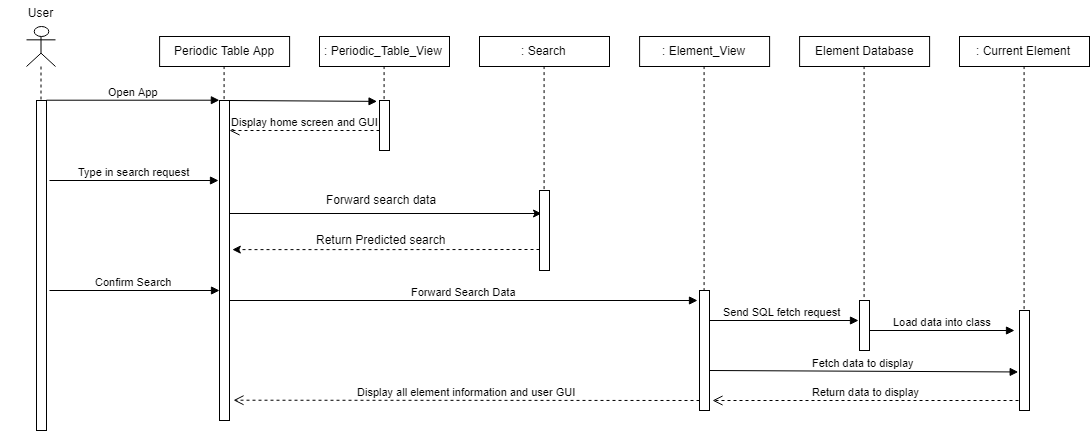 User
Periodic Table App
: Periodic_Table_View
: Search
: Element_View
Element Database
: Current Element
Open App
Display home screen and GUI
Type in search request
Forward search data
Return Predicted search
Confirm Search
Forward Search Data
Send SQL fetch request
Load data into class
Fetch data to display
Display all element information and user GUI
Return data to display